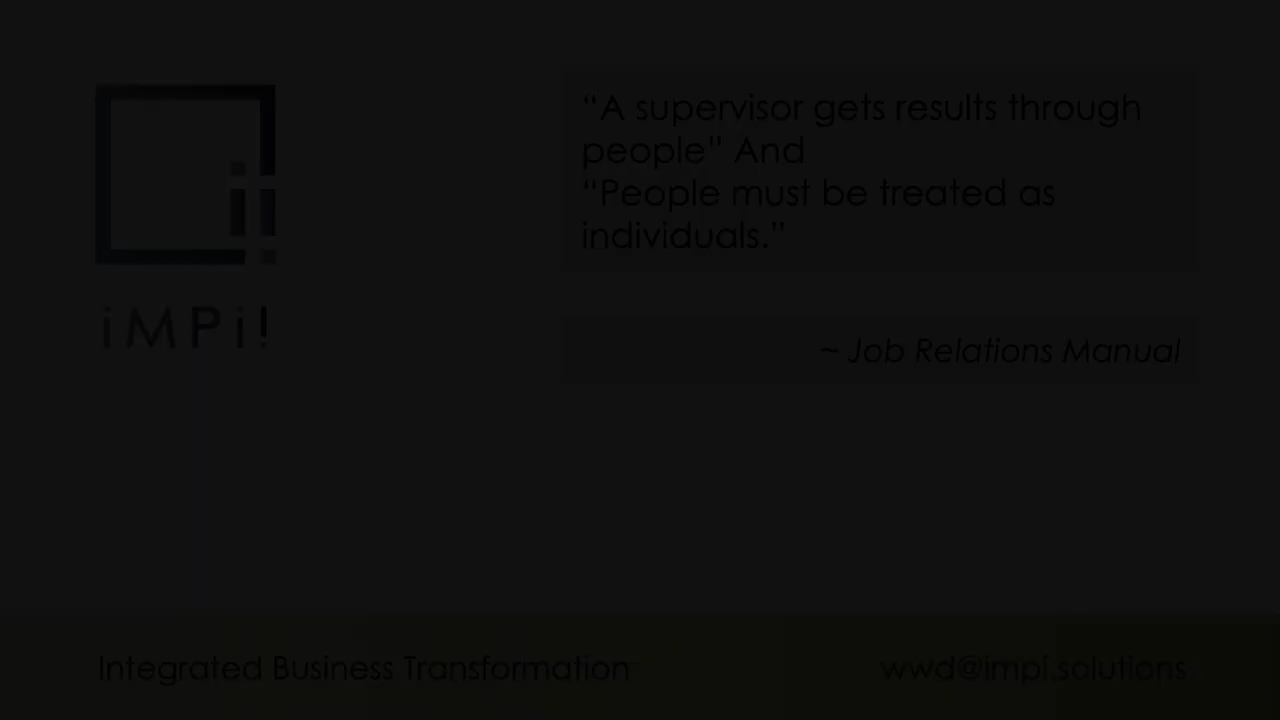 “A supervisor gets results through
people” And
“People must be treated as
individuals.”
~ Job Relations Manual
iMPi!
Integrated Business Transformation
wwd@impi.solutions